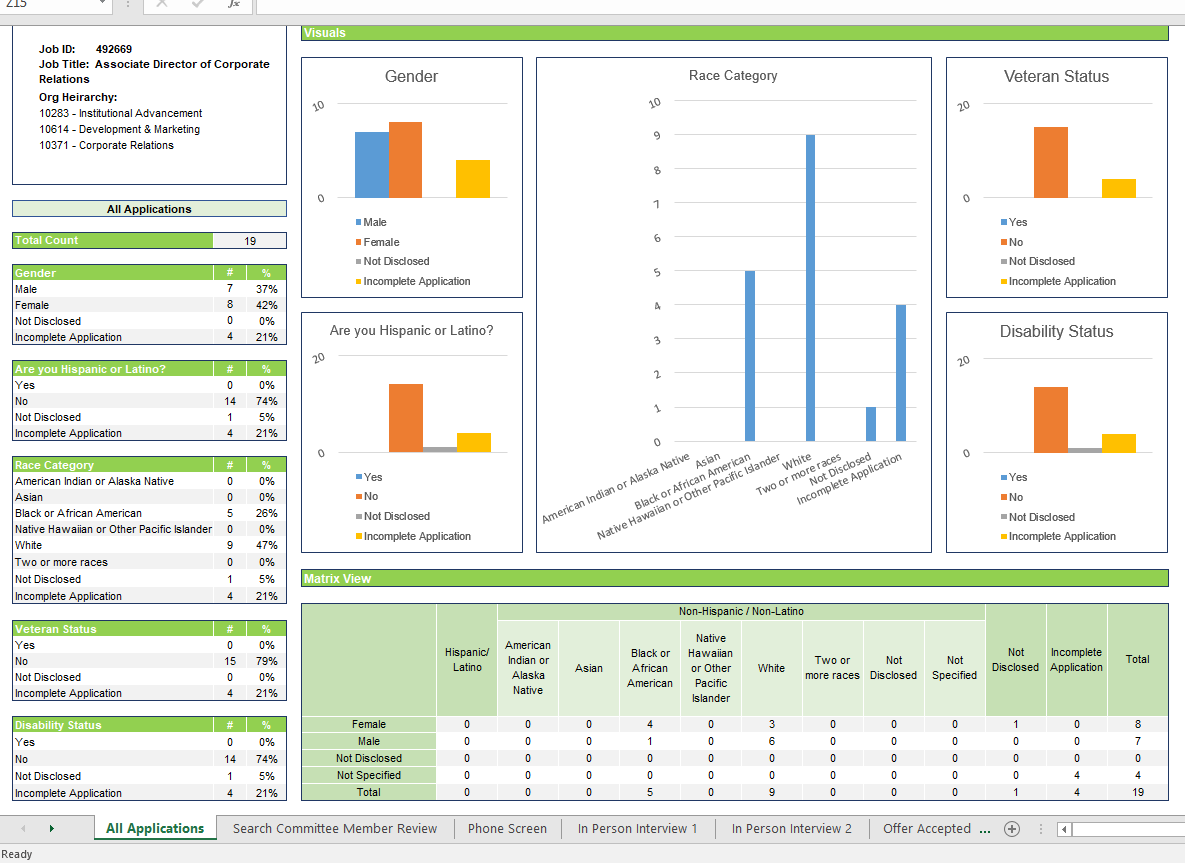 Z15
fx
Job ID: 492669
Job Title: Associate Director of Corporate
Relations
Org Heirarchy:
10283 - Institutional Advancement
10614 - Development & Marketing
10371 - Corporate Relations
All Applications
Total Count 19
Gender # %
Male 7 37%
Female 8 42%
Not Disclosed 0 0%
Incomplete Application 4 21%
Are you Hispanic or Latino? # %
Yes 0 0%
No 14 74%
Not Disclosed 1 5%
Incomplete Application 4 21%
Race Category # %
American Indian or Alaska Native 0 0%
Asian 0 0%
Black or African American 5 26%
Native Hawaiian or Other Pacific Islander 0 0%
White 9 47%
Two or more races 0 0%
Not Disclosed 1 5%
Incomplete Application 4 21%
Veteran Status # %
Yes 0 0%
No 15 79%
Not Disclosed 0 0%
Incomplete Application 4 21%
Disability Status # %
Yes 0 0%
No 14 74%
Not Disclosed 1 5%
Incomplete Application 4 21%
Visuals
Gender
10
0
Male
Female
Not Disclosed
Incomplete Application
Are you Hispanic or Latino?
20
0
Yes
No
Not Disclosed
Incomplete Application
Race Category
10
9
8
7
6
5
4
3
2
1
0
American Indian or Alaska Native
Asian
Black or African American
Native Hawaiian or Other Pacific Islander
White
Two or more races
Not Disclosed
Incomplete Application
Veteran Status
20
0
Yes
No
Not Disclosed
Incomplete Application
Disability Status
20
0
Yes
No
Not Disclosed
Incomplete Application
Matrix View
Non-Hispanic / Non-Latino
Hispanic/
Latino
American
Indian or
Alaska
Native
Asian
Black or
African
American
Native
Hawaiian
or Other
Pacific
Islander
White
Two or
more races
Not
Disclosed
Not
Specified
Not
Disclosed
Incomplete
Application
Total
Female 0 0 0 4 0 3 0 0 0 1 0 8
Male 0 0 0 1 0 6 0 0 0 0 0 7
Not Disclosed 0 0 0 0 0 0 0 0 0 0 0 0
Not Specified 0 0 0 0 0 0 0 0 0 0 4 4
Total 0 0 0 5 0 9 0 0 0 1 4 19
All Applications Search Committee Member Review Phone Screen In Person Interview 1 In Person Interview 2 Offer Accepted ...
Ready